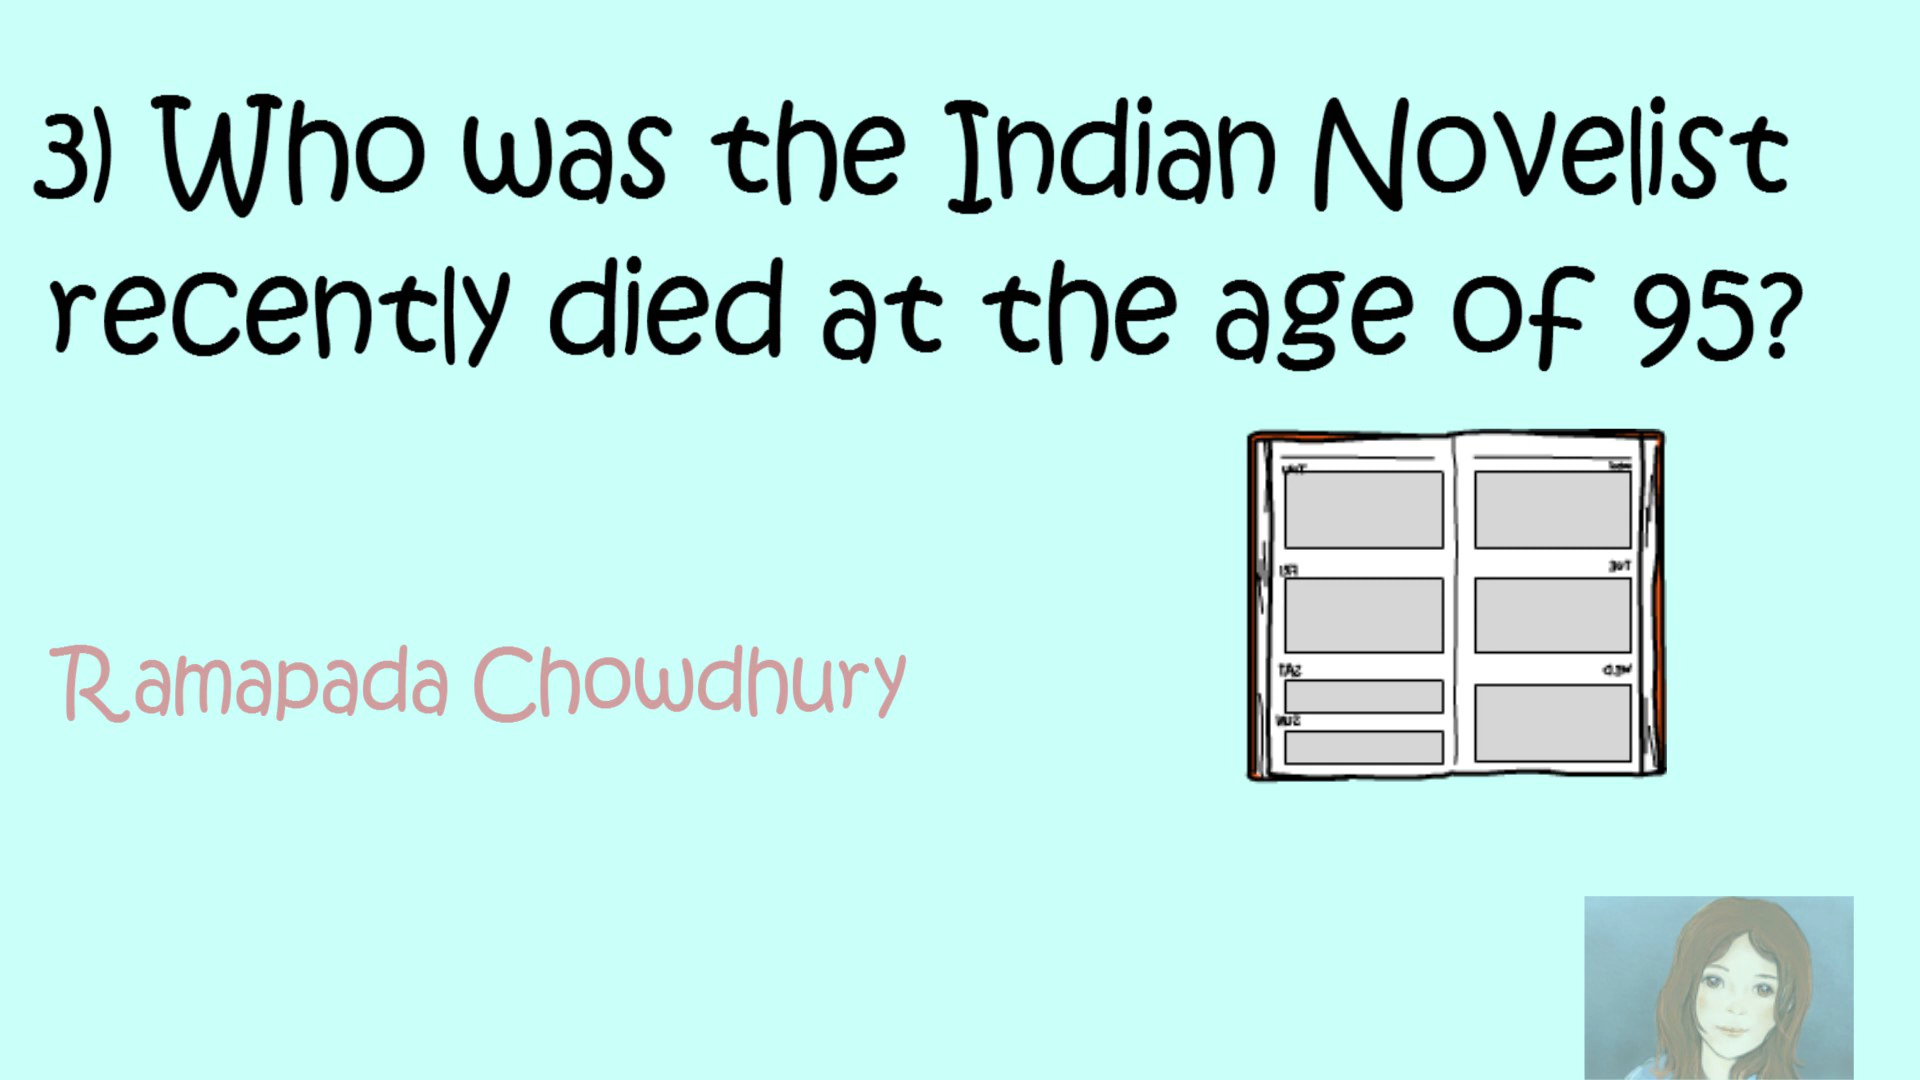 3) Who was the Indian Novelist
recently died at the age of 95?
Ramapada Chowdhury